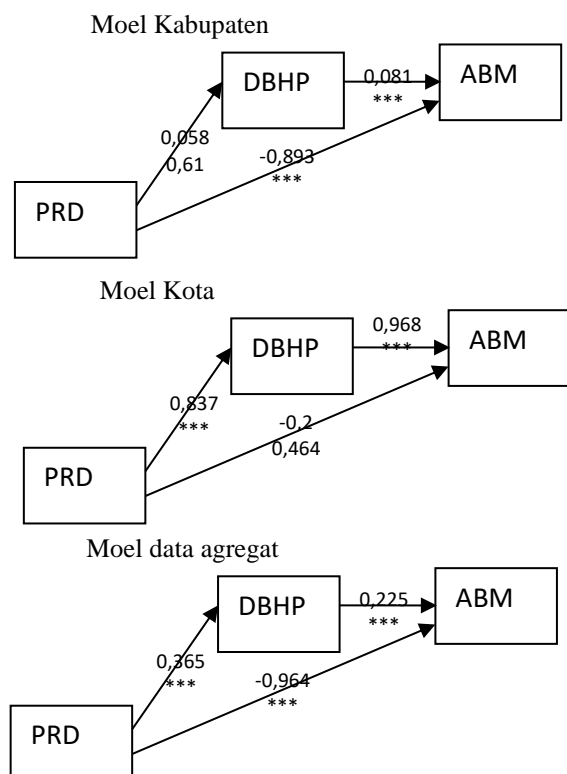 Moel Kabupaten
DBHP
0,081
***
ABM
0,058
0,61
-0,893
***
PRD
Moel Kota
DBHP
0,968
***
ABM
0,837
***
-0,2
0,464
PRD
Moel data agregat
DBHP
0,225
***
ABM
0,365
***
-0,964
***
PRD